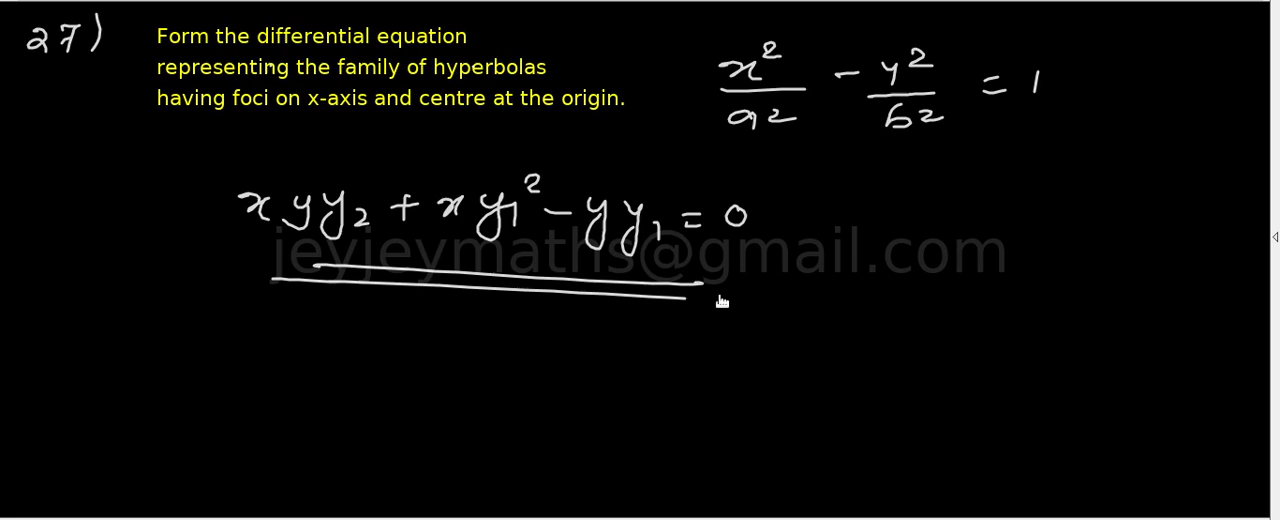 27)
Form the differential equation
representing the family of hyperbolas
having foci on x-axis and centre at the origin.
x²/a² - y²/b² = 1
xyy₂ + xy₁² - yy₁ = 0
jeyjeymaths@gmail.com